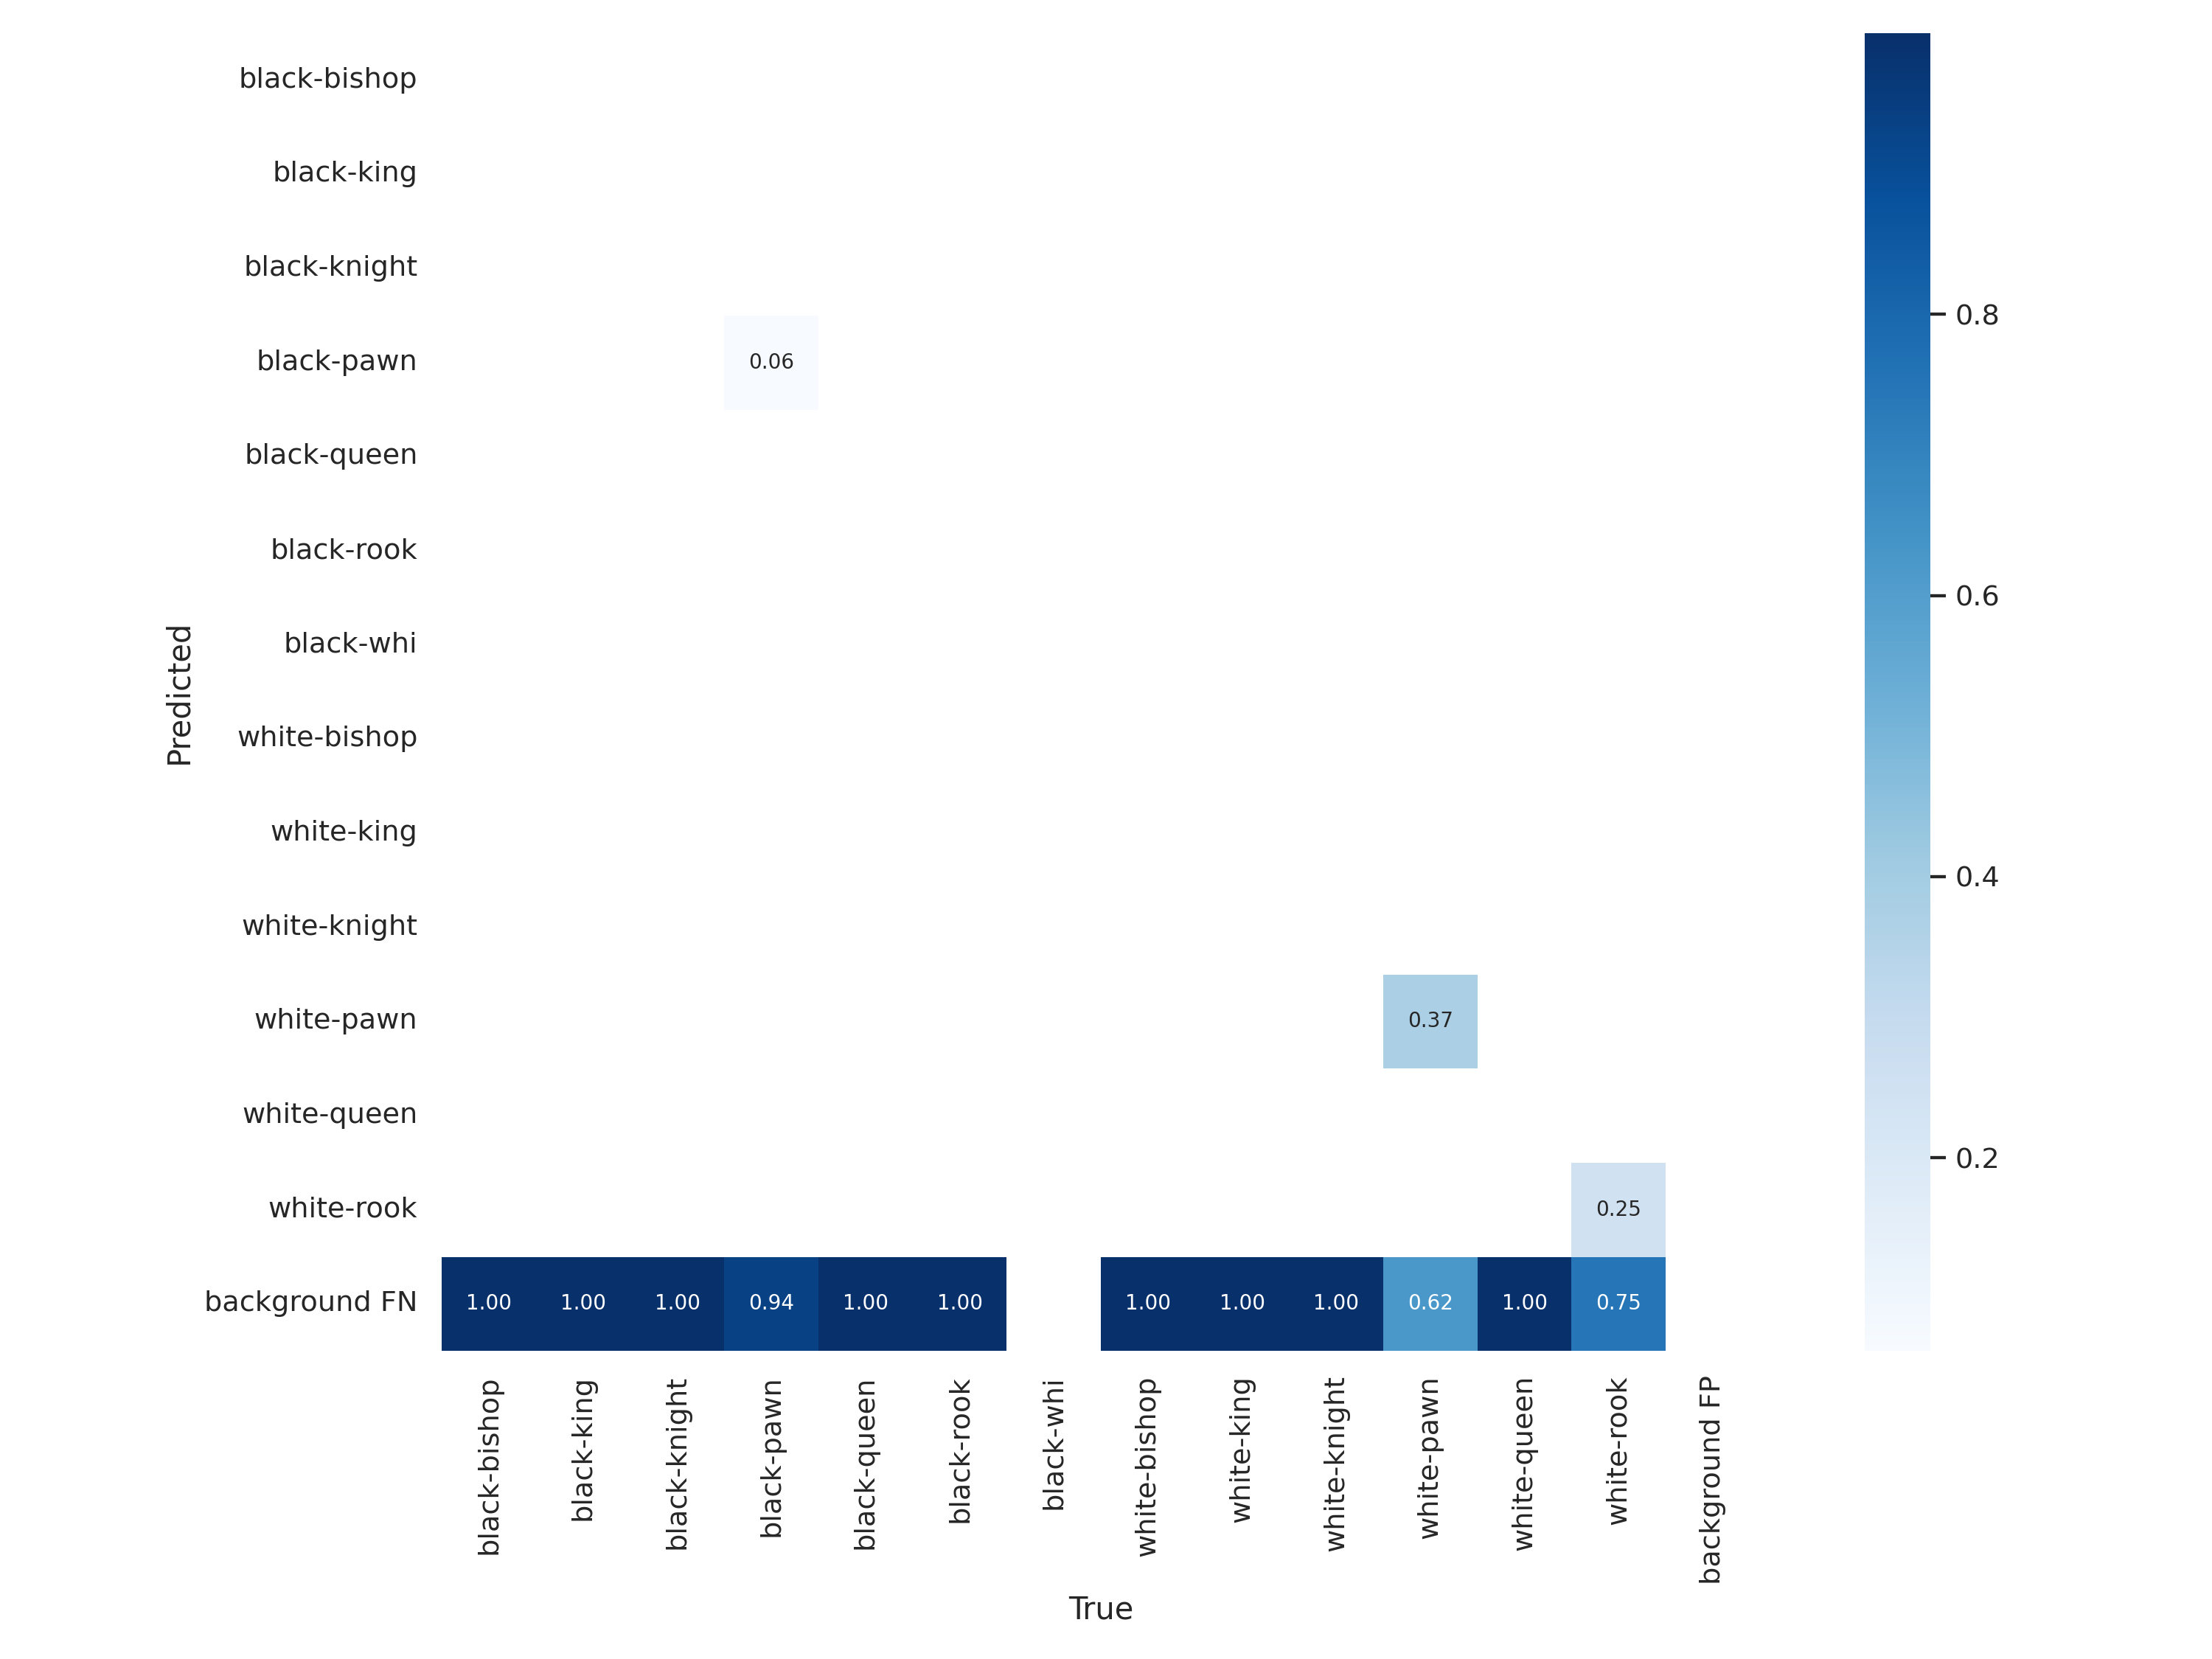 black-bishop
black-king
black-knight
black-pawn
black-queen
black-rook
black-whi
white-bishop
white-king
white-knight
white-pawn
white-queen
white-rook
background FN
Predicted
0.06
0.37
0.25
1.00 1.00 1.00 0.94 1.00 1.00 1.00 1.00 1.00 0.62 1.00 0.75
black-bishop
black-king
black-knight
black-pawn
black-queen
black-rook
black-whi
white-bishop
white-king
white-knight
white-pawn
white-queen
white-rook
background FP
True
0.8
0.6
0.4
0.2